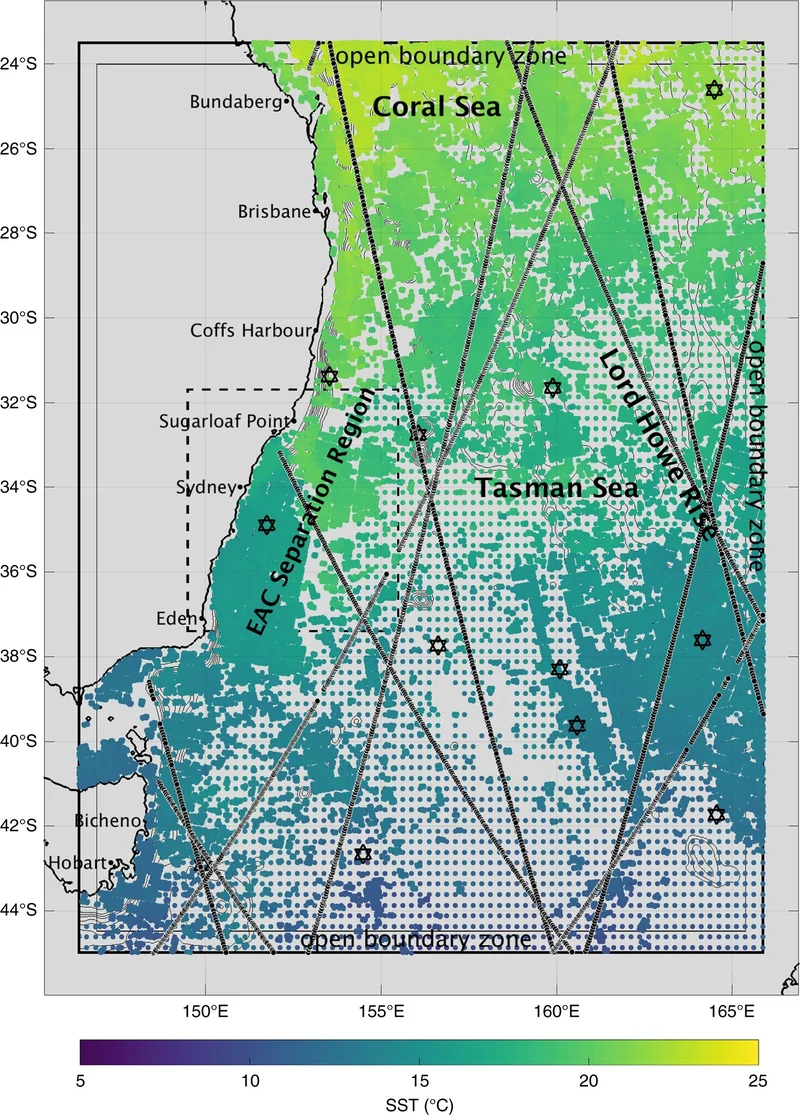 open boundary zone
24°S
Coral Sea
Bundaberg
26°S
Brisbane
28°S
30°S
Coffs Harbour
open boundary zone
Lord Howe Rise
32°S
Sugarloaf Point
EAC Separation Region
34°S
Sydney
Tasman Sea
36°S
Eden
38°S
40°S
42°S
Bicheno
Hobart
44°S
open boundary zone
150°E 155°E 160°E 165°E
5 10 15 20 25
SST (°C)